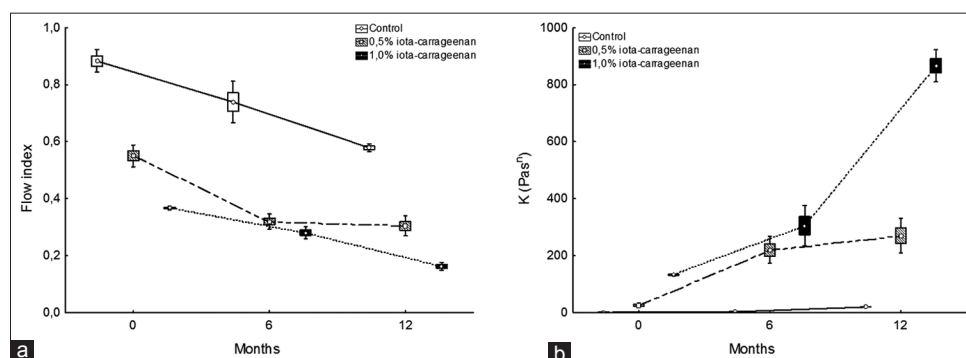 Control
0,5% iota-carrageenan
1,0% iota-carrageenan
1,0
0,8
0,6
0,4
0,2
0,0
Flow index
0 6 12
Months
a
Control
0,5% iota-carrageenan
1,0% iota-carrageenan
1000
800
600
400
200
0
K (Pasⁿ)
0 6 12
Months
b